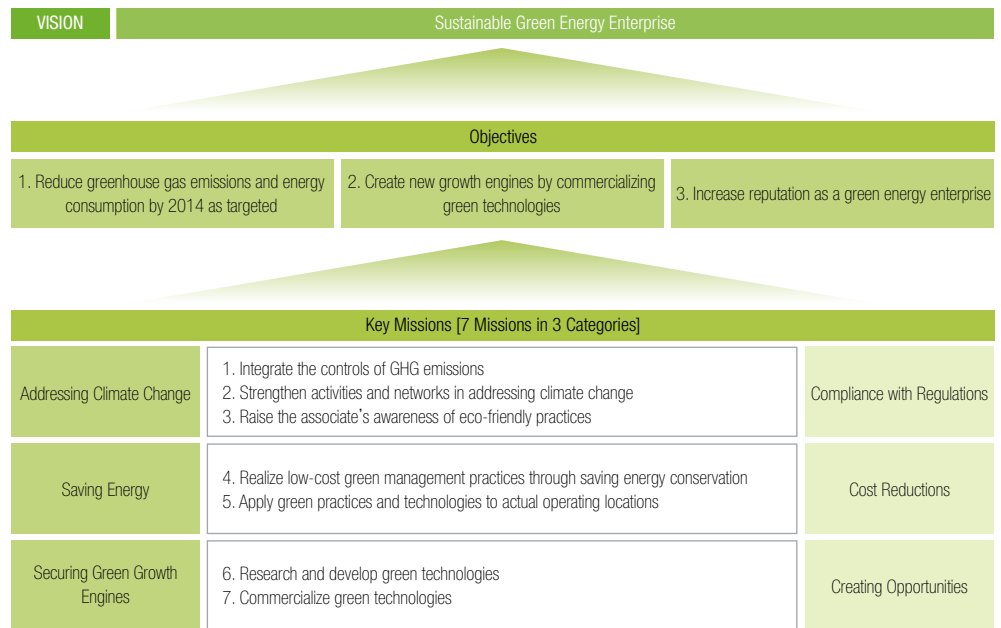 VISION
Sustainable Green Energy Enterprise
Objectives
1. Reduce greenhouse gas emissions and energy
consumption by 2014 as targeted
2. Create new growth engines by commercializing
green technologies
3. Increase reputation as a green energy enterprise
Key Missions [7 Missions in 3 Categories]
Addressing Climate Change
1. Integrate the controls of GHG emissions
2. Strengthen activities and networks in addressing climate change
3. Raise the associate’s awareness of eco-friendly practices
Compliance with Regulations
Saving Energy
4. Realize low-cost green management practices through saving energy conservation
5. Apply green practices and technologies to actual operating locations
Cost Reductions
Securing Green Growth
Engines
6. Research and develop green technologies
7. Commercialize green technologies
Creating Opportunities